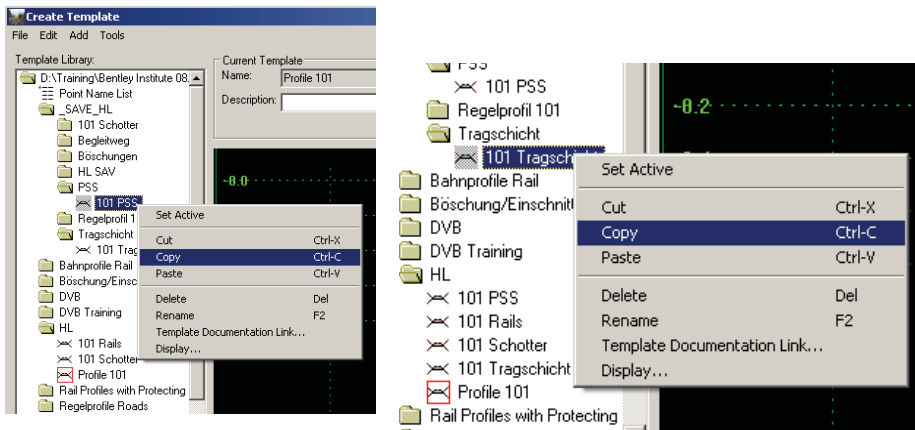 Create Template
File Edit Add Tools
Template Library:
D:\Training\Bentley Institute 08.
Point Name List
_SAVE_HL
101 Schotter
Begleitweg
Böschungen
HL SAV
PSS
101 PSS
Regelprofil 1
Tragschicht
101 Trag
Bahnprofile Rail
Böschung/Einsc
DVB
DVB Training
HL
101 Rails
101 Schotter
Profile 101
Rail Profiles with Protecting
Regelprofile Roads
Current Template
Name: Profile 101
Description:
-0.0
Set Active
Cut Ctrl-X
Copy Ctrl-C
Paste Ctrl-V
Delete Del
Rename F2
Template Documentation Link...
Display...
PSS
101 PSS
Regelprofil 101
Tragschicht
101 Tragschicht
Bahnprofile Rail
Böschung/Einschnitt
DVB
DVB Training
HL
101 PSS
101 Rails
101 Schotter
101 Tragschicht
Profile 101
Rail Profiles with Protecting
-0.2
Set Active
Cut Ctrl-X
Copy Ctrl-C
Paste Ctrl-V
Delete Del
Rename F2
Template Documentation Link...
Display...